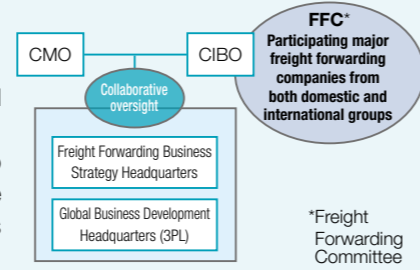 FFC*
Participating major
freight forwarding
companies from
both domestic and
international groups
CMO
CIBO
Collaborative
oversight
Freight Forwarding Business
Strategy Headquarters
Global Business Development
Headquarters (3PL)
*Freight
Forwarding
Committee